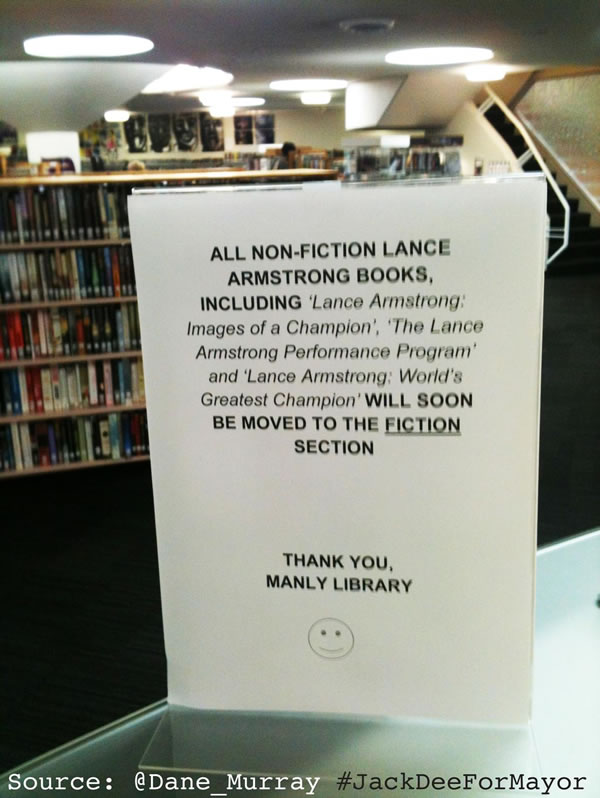 ALL NON-FICTION LANCE
ARMSTRONG BOOKS,
INCLUDING ‘Lance Armstrong:
Images of a Champion’, ‘The Lance
Armstrong Performance Program’
and ‘Lance Armstrong: World’s
Greatest Champion’ WILL SOON
BE MOVED TO THE FICTION
SECTION
THANK YOU,
MANLY LIBRARY
Source: @Dane_Murray #JackDeeForMayor